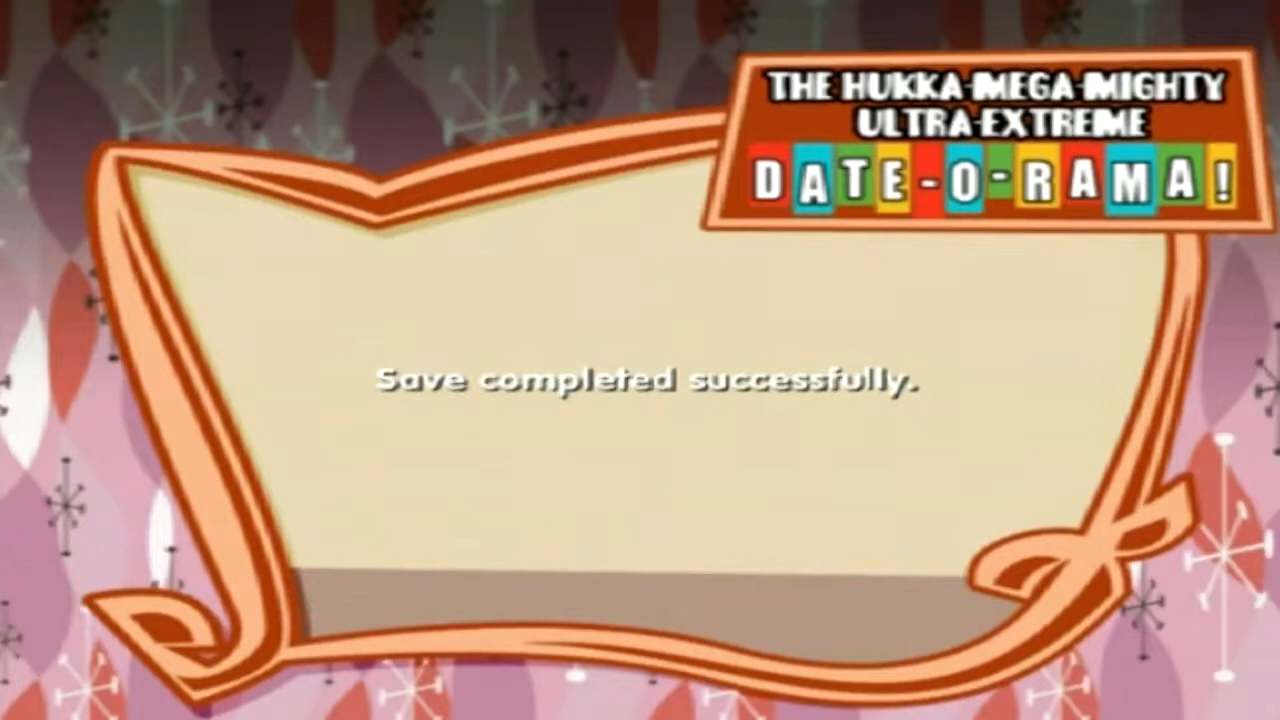 THE HUKKA-MEGA-MIGHTY
ULTRA-EXTREME
DATE-O-RAMA!
Save completed successfully.